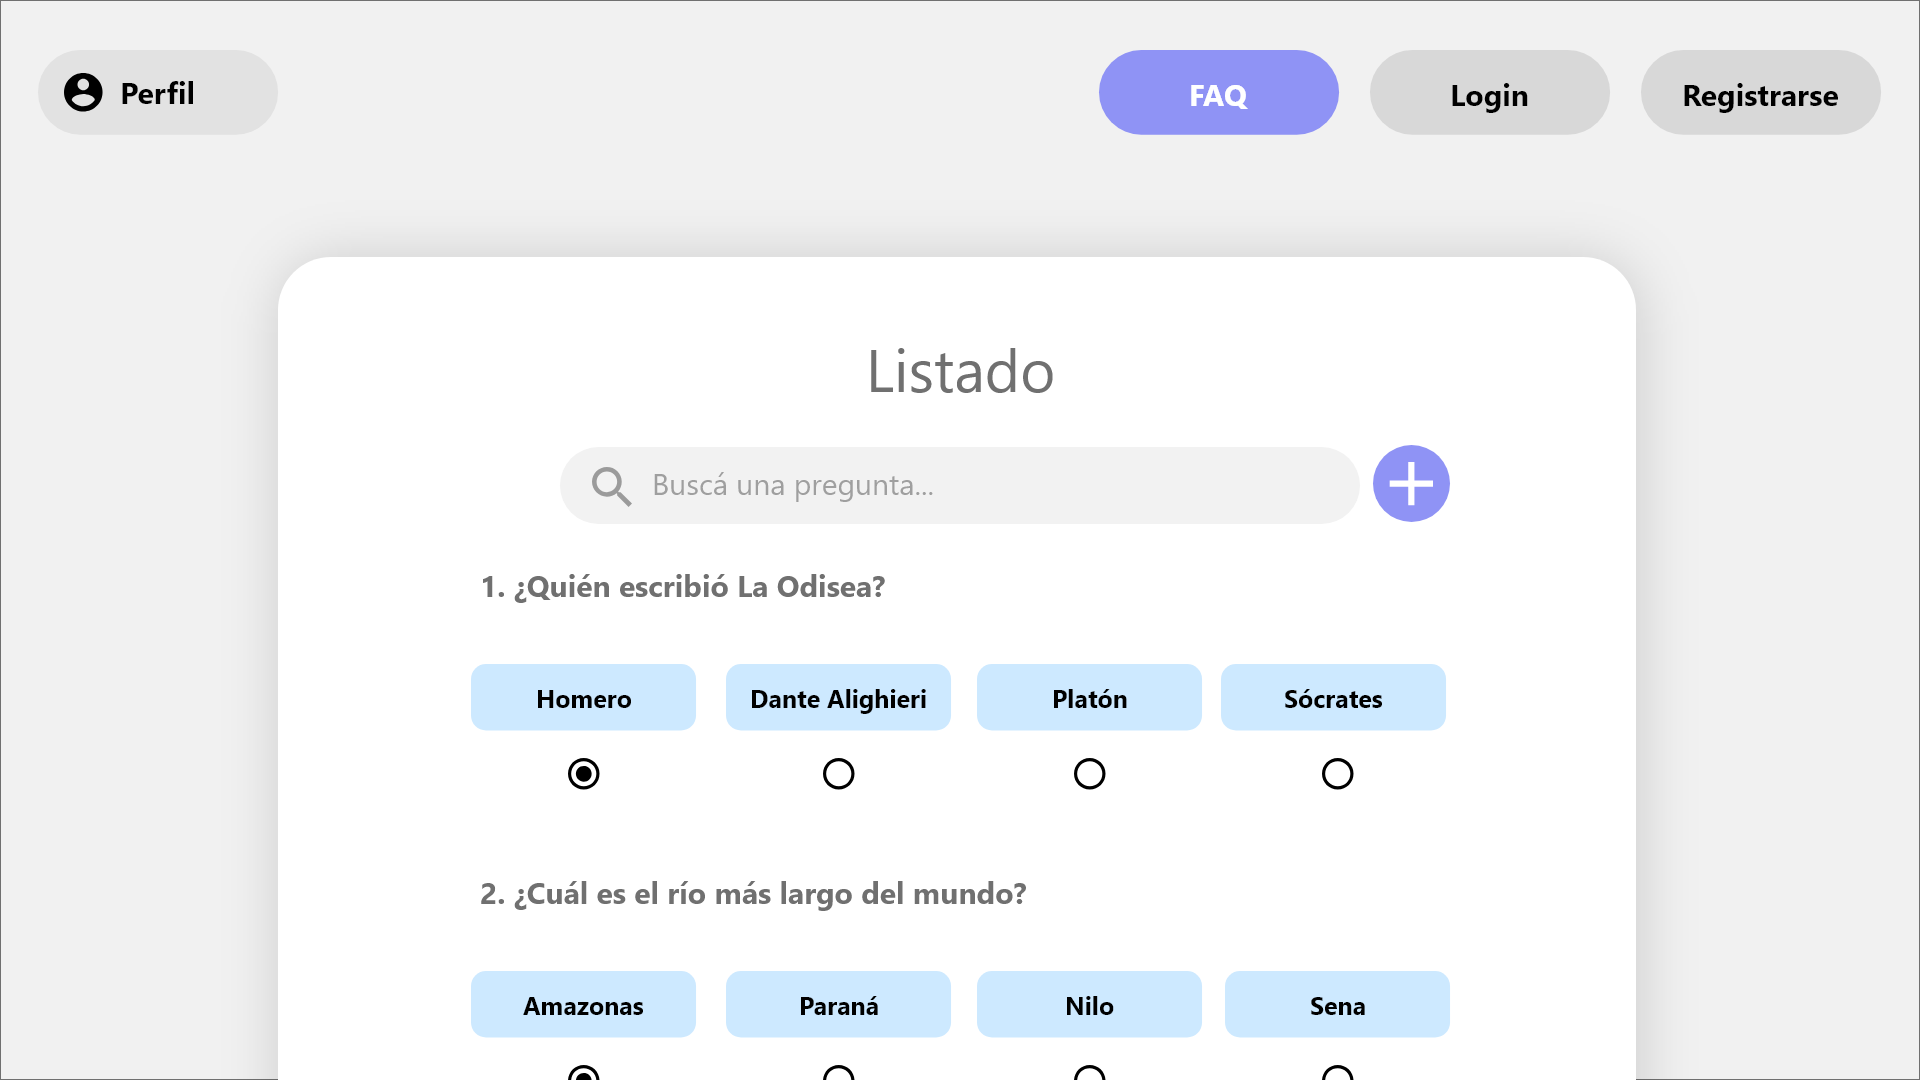 Perfil
FAQ
Login
Registrarse
Listado
Buscá una pregunta...
1. ¿Quién escribió La Odisea?
Homero
Dante Alighieri
Platón
Sócrates
2. ¿Cuál es el río más largo del mundo?
Amazonas
Paraná
Nilo
Sena